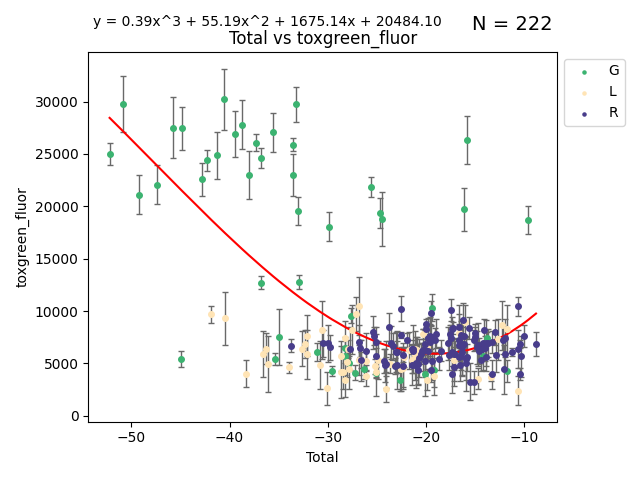 y = 0.39x^3 + 55.19x^2 + 1675.14x + 20484.10
N = 222
Total vs toxgreen_fluor
G
L
R
toxgreen_fluor
30000
25000
20000
15000
10000
5000
0
−50
−40
−30
−20
−10
Total